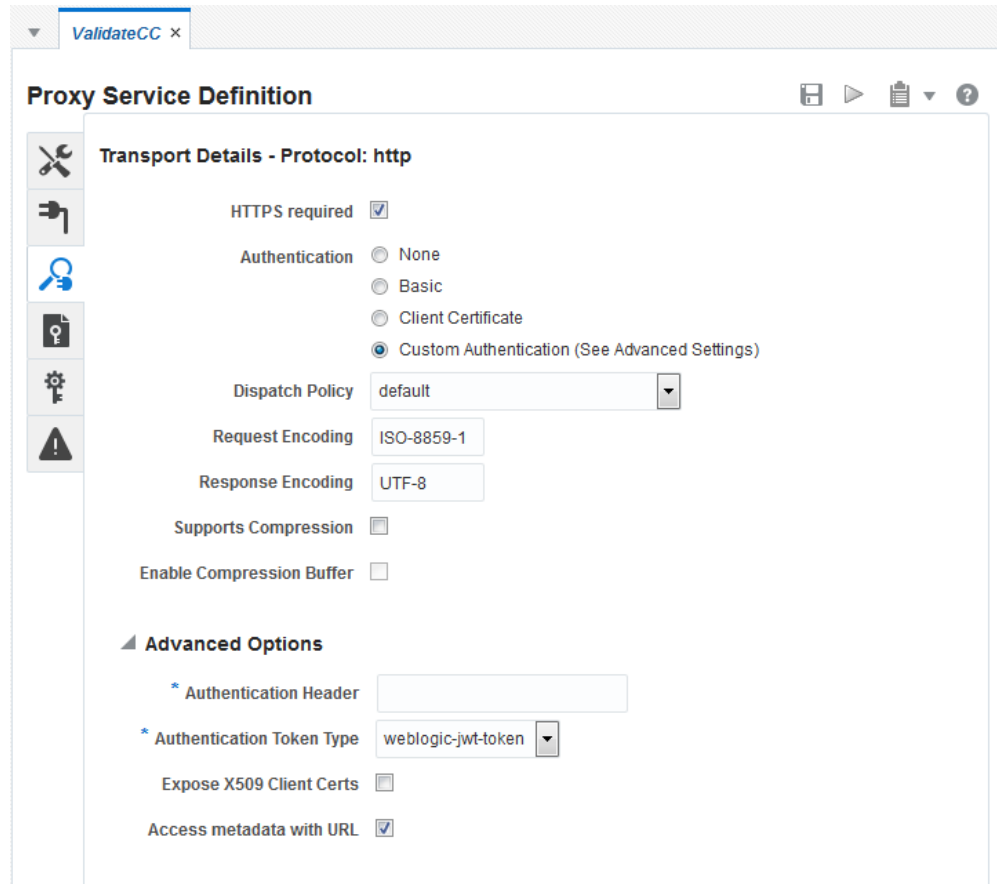 ValidateCC ×
Proxy Service Definition
Transport Details - Protocol: http
HTTPS required
Authentication
None
Basic
Client Certificate
Custom Authentication (See Advanced Settings)
Dispatch Policy default
Request Encoding ISO-8859-1
Response Encoding UTF-8
Supports Compression
Enable Compression Buffer
Advanced Options
* Authentication Header
* Authentication Token Type weblogic-jwt-token
Expose X509 Client Certs
Access metadata with URL